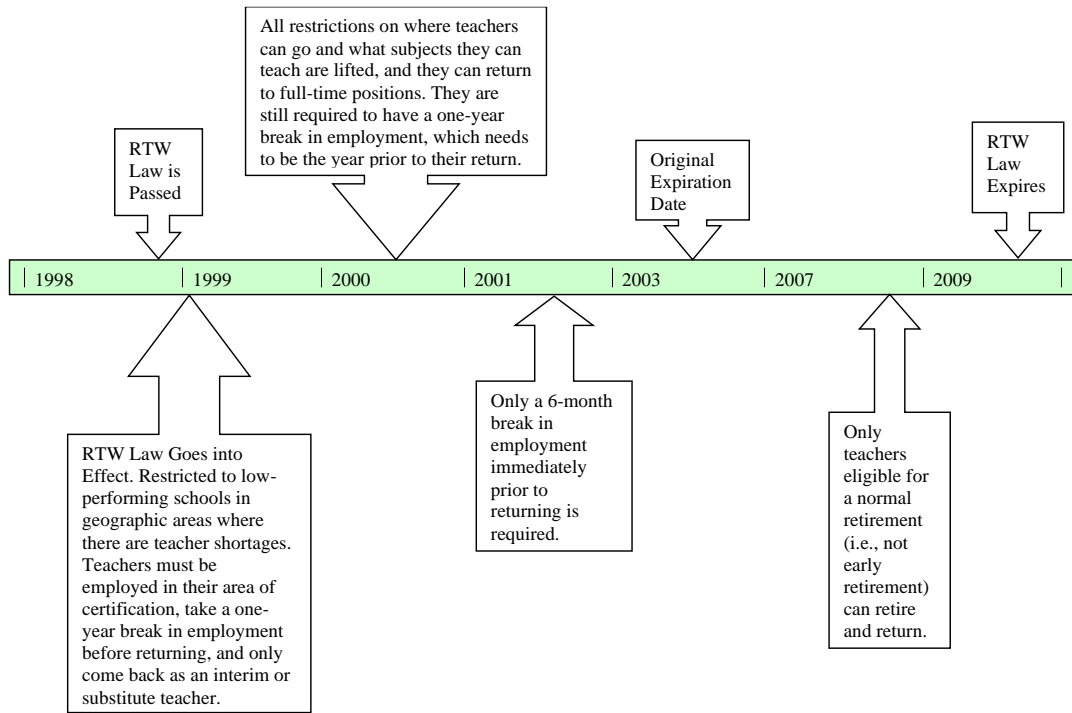 All restrictions on where teachers
can go and what subjects they can
teach are lifted, and they can return
to full-time positions. They are
still required to have a one-year
break in employment, which needs
to be the year prior to their return.
RTW
Law is
Passed
Original
Expiration
Date
RTW
Law
Expires
1998
1999
2000
2001
2003
2007
2009
RTW Law Goes into
Effect. Restricted to low-
performing schools in
geographic areas where
there are teacher shortages.
Teachers must be
employed in their area of
certification, take a one-
year break in employment
before returning, and only
come back as an interim or
substitute teacher.
Only a 6-month
break in
employment
immediately
prior to
returning is
required.
Only
teachers
eligible for
a normal
retirement
(i.e., not
early
retirement)
can retire
and return.